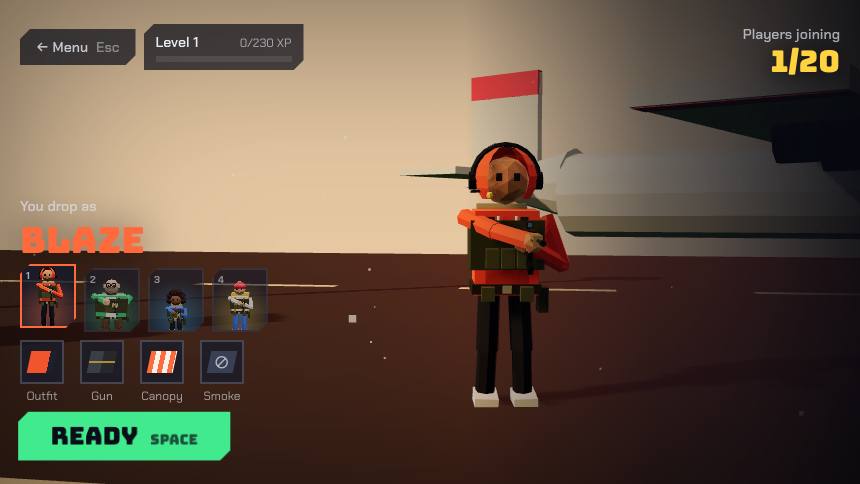 ← Menu Esc
Level 1 0/230 XP
Players joining
1/20
You drop as
BLAZE
1 2 3 4
Outfit Gun Canopy Smoke
READY SPACE